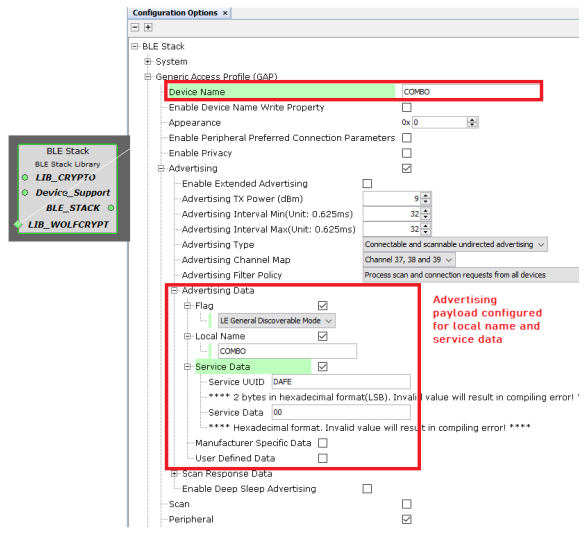 Configuration Options ×
BLE Stack
System
Generic Access Profile (GAP)
Device Name COMBO
Enable Device Name Write Property
Appearance 0x 0
Enable Peripheral Preferred Connection Parameters
Enable Privacy
Advertising
Enable Extended Advertising
Advertising TX Power (dBm) 9
Advertising Interval Min(Unit: 0.625ms) 32
Advertising Interval Max(Unit: 0.625ms) 32
Advertising Type Connectable and scannable undirected advertising
Advertising Channel Map Channel 37, 38 and 39
Advertising Filter Policy Process scan and connection requests from all devices
Advertising Data
Flag
LE General Discoverable Mode
Local Name
COMBO
Service Data
Service UUID DAFE
**** 2 bytes in hexadecimal format(LSB). Invalid value will result in compiling error! *
Service Data 00
**** Hexadecimal format. Invalid value will result in compiling error! ****
Manufacturer Specific Data
User Defined Data
Scan Response Data
Enable Deep Sleep Advertising
Scan
Peripheral
BLE Stack
BLE Stack Library
LIB_CRYPTO
Device_Support
BLE_STACK
LIB_WOLFCRYPT
Advertising
payload configured
for local name and
service data